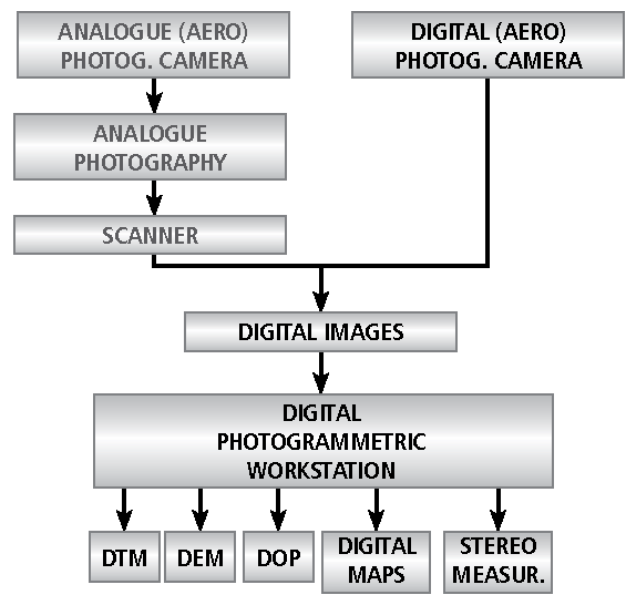 ANALOGUE (AERO)
PHOTOG. CAMERA
DIGITAL (AERO)
PHOTOG. CAMERA
ANALOGUE
PHOTOGRAPHY
SCANNER
DIGITAL IMAGES
DIGITAL
PHOTOGRAMMETRIC
WORKSTATION
DTM
DEM
DOP
DIGITAL
MAPS
STEREO
MEASUR.